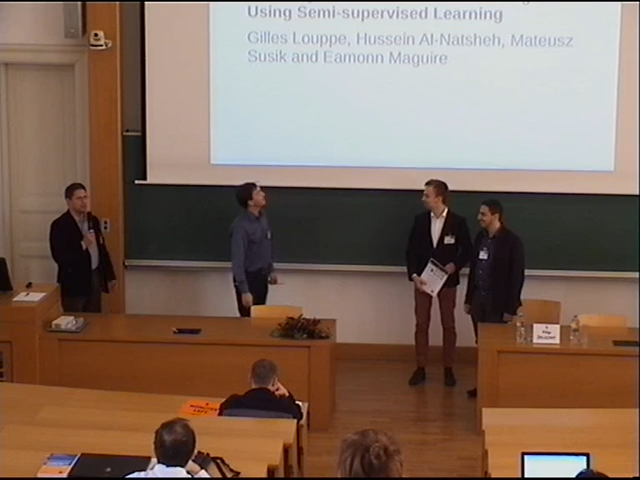 Using Semi-supervised Learning
Gilles Louppe, Hussein Al-Natsheh, Mateusz
Susik and Eamonn Maguire